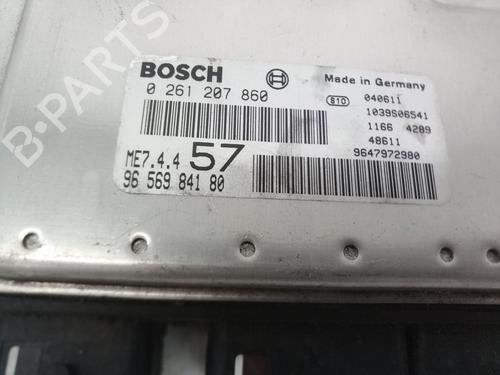 B-PARTS
BOSCH
Made in Germany
0 261 207 860
810 040611
1039S06541
1166 4289
48611
9647972980
ME7.4.4 57
96 569 841 80